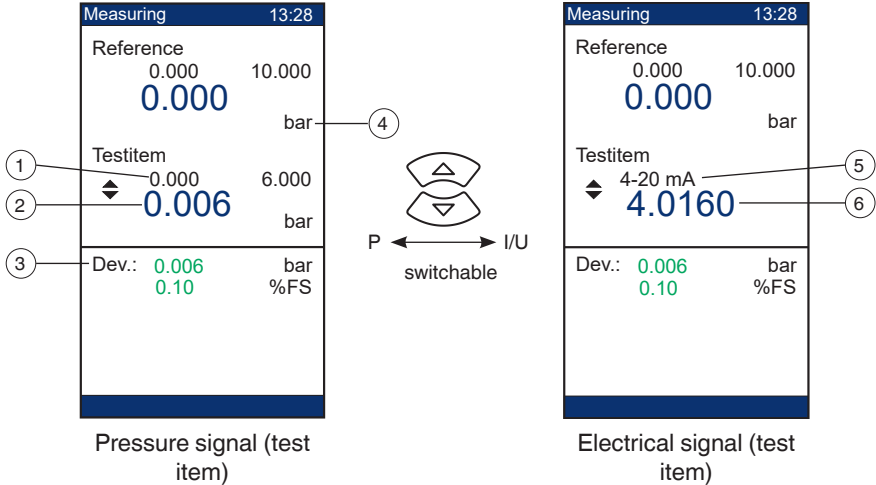 Measuring 13:28
Reference
0.000 10.000
0.000
bar
4
Testitem
1
0.000 6.000
2
0.006
bar
3
Dev.: 0.006 bar
0.10 %FS
Pressure signal (test
item)
P I/U
switchable
Measuring 13:28
Reference
0.000 10.000
0.000
bar
Testitem
4-20 mA
5
4.0160
6
Dev.: 0.006 bar
0.10 %FS
Electrical signal (test
item)